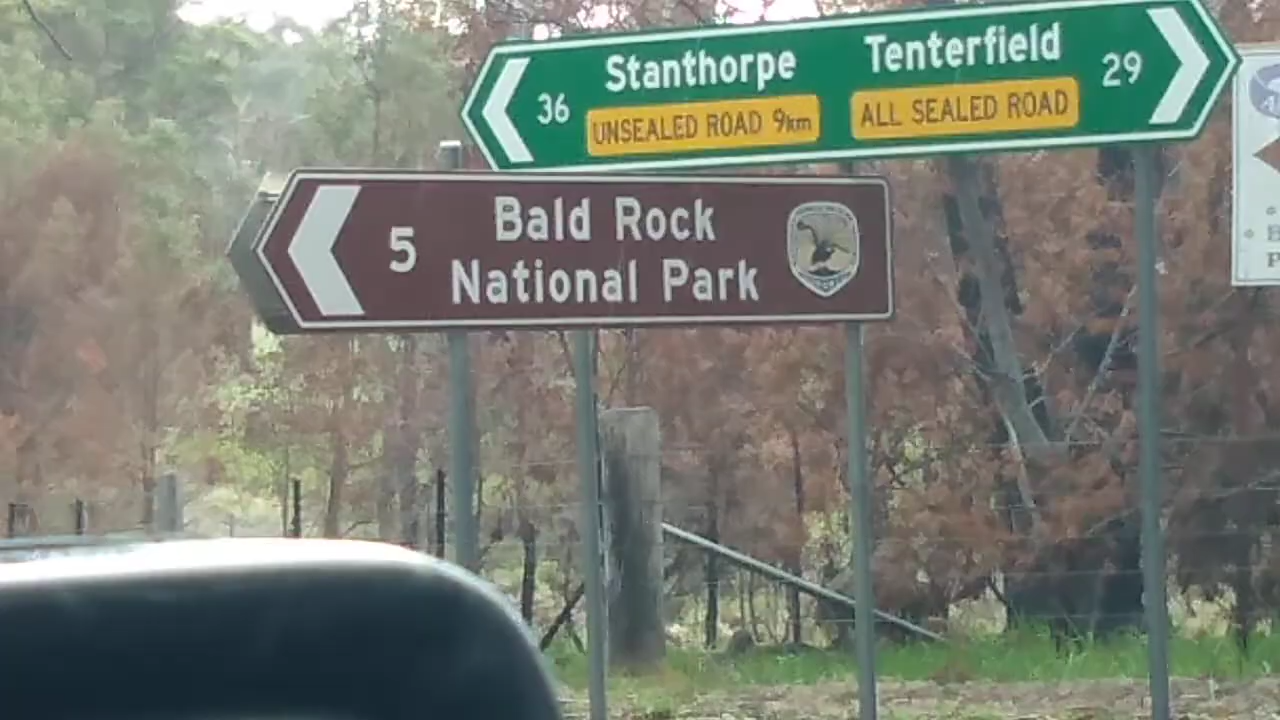 Stanthorpe Tenterfield
36 UNSEALED ROAD 9km ALL SEALED ROAD 29
5 Bald Rock
National Park